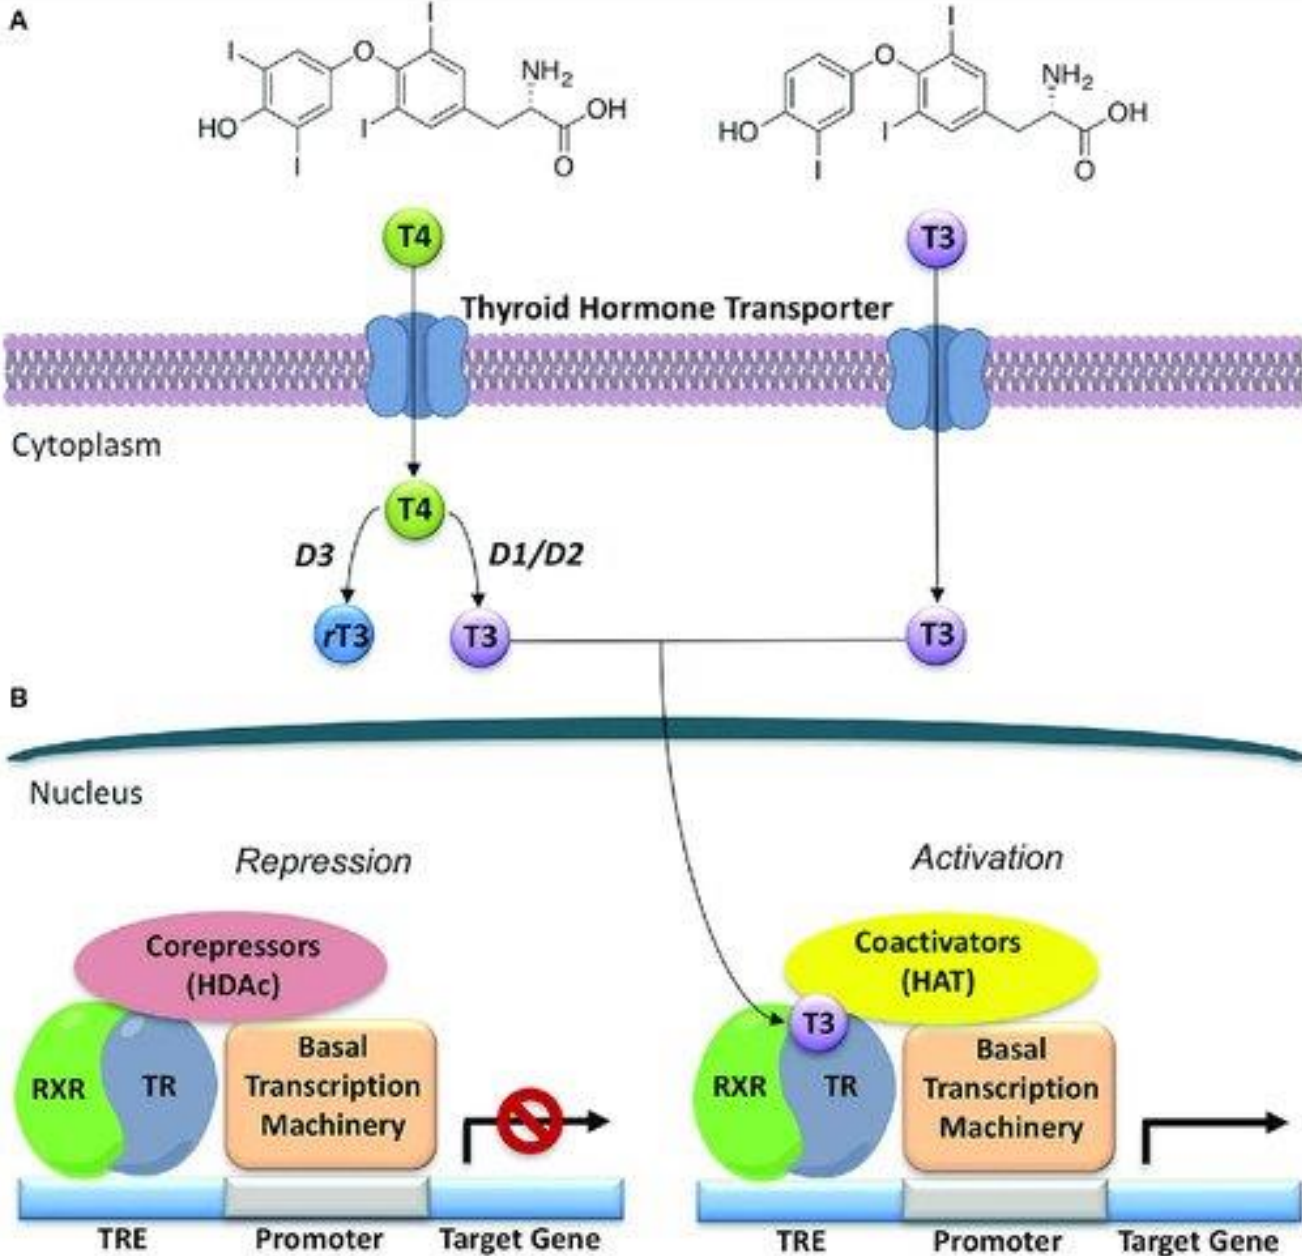 A
I
I
O
I
I
HO
NH2
OH
O
I
I
O
I
I
HO
NH2
OH
O
T4
T3
Thyroid Hormone Transporter
Cytoplasm
T4
D3
D1/D2
rT3
T3
T3
B
Nucleus
Repression
Activation
Corepressors
(HDAc)
RXR
TR
Basal
Transcription
Machinery
TRE
Promoter
Target Gene
Coactivators
(HAT)
T3
RXR
TR
Basal
Transcription
Machinery
TRE
Promoter
Target Gene